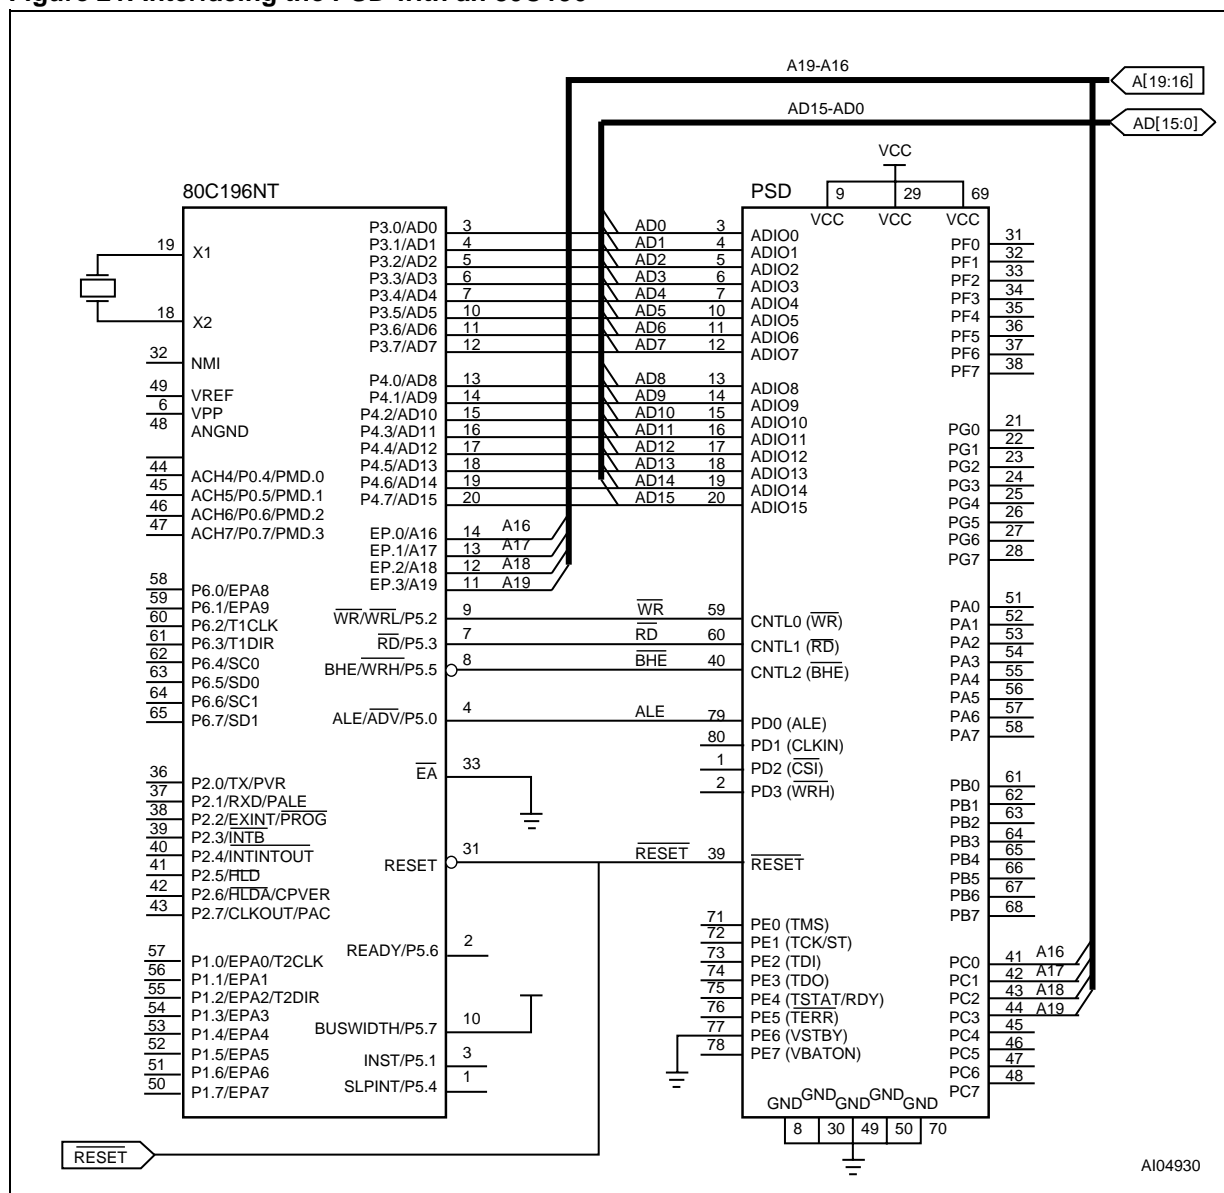 A19-A16
A[19:16]
AD15-AD0
AD[15:0]
VCC
80C196NT
PSD
9
29
69
VCC
VCC
VCC
19
X1
18
X2
32
NMI
49
VREF
6
VPP
48
ANGND
44
ACH4/P0.4/PMD.0
45
ACH5/P0.5/PMD.1
46
ACH6/P0.6/PMD.2
47
ACH7/P0.7/PMD.3
58
P6.0/EPA8
59
P6.1/EPA9
60
P6.2/T1CLK
61
P6.3/T1DIR
62
P6.4/SC0
63
P6.5/SD0
64
P6.6/SC1
65
P6.7/SD1
36
P2.0/TX/PVR
37
P2.1/RXD/PALE
38
P2.2/EXINT/PROG
39
P2.3/INTB
40
P2.4/INTINTOUT
41
P2.5/HLD
42
P2.6/HLDA/CPVER
43
P2.7/CLKOUT/PAC
57
P1.0/EPA0/T2CLK
56
P1.1/EPA1
55
P1.2/EPA2/T2DIR
54
P1.3/EPA3
53
P1.4/EPA4
52
P1.5/EPA5
51
P1.6/EPA6
50
P1.7/EPA7
P3.0/AD0 3 AD0 3 ADIO0
P3.1/AD1 4 AD1 4 ADIO1
P3.2/AD2 5 AD2 5 ADIO2
P3.3/AD3 6 AD3 6 ADIO3
P3.4/AD4 7 AD4 7 ADIO4
P3.5/AD5 10 AD5 10 ADIO5
P3.6/AD6 11 AD6 11 ADIO6
P3.7/AD7 12 AD7 12 ADIO7
P4.0/AD8 13 AD8 13 ADIO8
P4.1/AD9 14 AD9 14 ADIO9
P4.2/AD10 15 AD10 15 ADIO10
P4.3/AD11 16 AD11 16 ADIO11
P4.4/AD12 17 AD12 17 ADIO12
P4.5/AD13 18 AD13 18 ADIO13
P4.6/AD14 19 AD14 19 ADIO14
P4.7/AD15 20 AD15 20 ADIO15
EP.0/A16 14 A16
EP.1/A17 13 A17
EP.2/A18 12 A18
EP.3/A19 11 A19
WR/WRL/P5.2 9 WR 59 CNTL0 (WR)
RD/P5.3 7 RD 60 CNTL1 (RD)
BHE/WRH/P5.5 8 BHE 40 CNTL2 (BHE)
ALE/ADV/P5.0 4 ALE 79 PD0 (ALE)
80 PD1 (CLKIN)
1 PD2 (CSI)
2 PD3 (WRH)
EA 33
RESET 31 RESET 39 RESET
READY/P5.6 2
BUSWIDTH/P5.7 10
INST/P5.1 3
SLPINT/P5.4 1
71 PE0 (TMS)
72 PE1 (TCK/ST)
73 PE2 (TDI)
74 PE3 (TDO)
75 PE4 (TSTAT/RDY)
76 PE5 (TERR)
77 PE6 (VSTBY)
78 PE7 (VBATON)
PF0 31
PF1 32
PF2 33
PF3 34
PF4 35
PF5 36
PF6 37
PF7 38
PG0 21
PG1 22
PG2 23
PG3 24
PG4 25
PG5 26
PG6 27
PG7 28
PA0 51
PA1 52
PA2 53
PA3 54
PA4 55
PA5 56
PA6 57
PA7 58
PB0 61
PB1 62
PB2 63
PB3 64
PB4 65
PB5 66
PB6 67
PB7 68
PC0 41 A16
PC1 42 A17
PC2 43 A18
PC3 44 A19
PC4 45
PC5 46
PC6 47
PC7 48
GND GND GND GND GND
8 30 49 50 70
RESET
AI04930